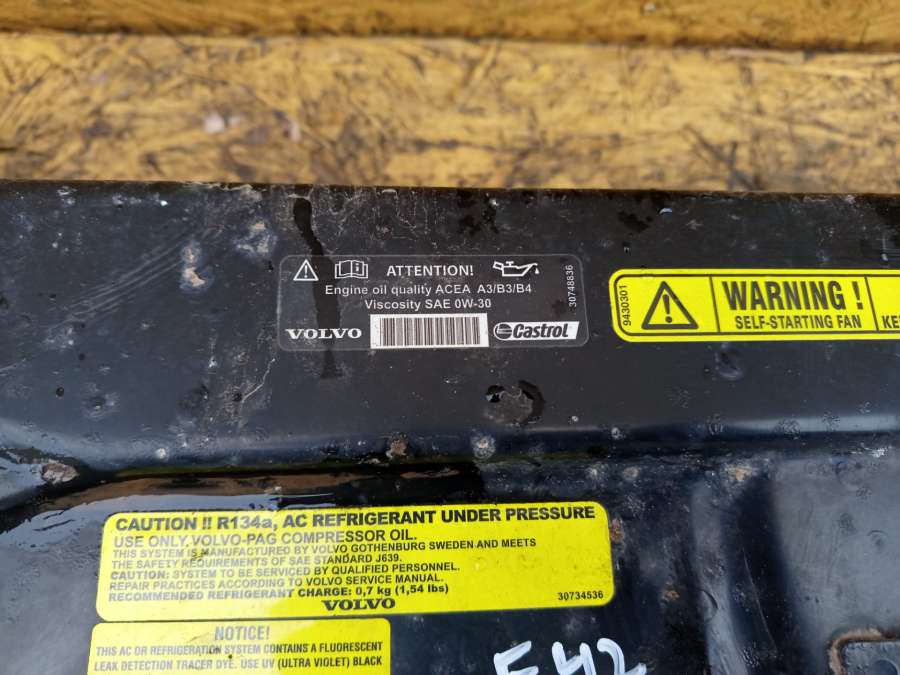 ATTENTION!
Engine oil quality ACEA A3/B3/B4
Viscosity SAE 0W-30
VOLVO
Castrol
30748836
9430301
WARNING !
SELF-STARTING FAN
KE
CAUTION !! R134a, AC REFRIGERANT UNDER PRESSURE
USE ONLY VOLVO-PAG COMPRESSOR OIL.
THIS SYSTEM IS MANUFACTURED BY VOLVO GOTHENBURG SWEDEN AND MEETS
THE SAFETY REQUIREMENTS OF SAE STANDARD J639.
CAUTION: SYSTEM TO BE SERVICED BY QUALIFIED PERSONNEL.
REPAIR PRACTICES ACCORDING TO VOLVO SERVICE MANUAL.
RECOMMENDED REFRIGERANT CHARGE: 0,7 kg (1,54 lbs)
VOLVO
30734536
NOTICE!
THIS AC OR REFRIGERATION SYSTEM CONTAINS A FLUORESCENT
LEAK DETECTION TRACER DYE. USE UV (ULTRA VIOLET) BLACK